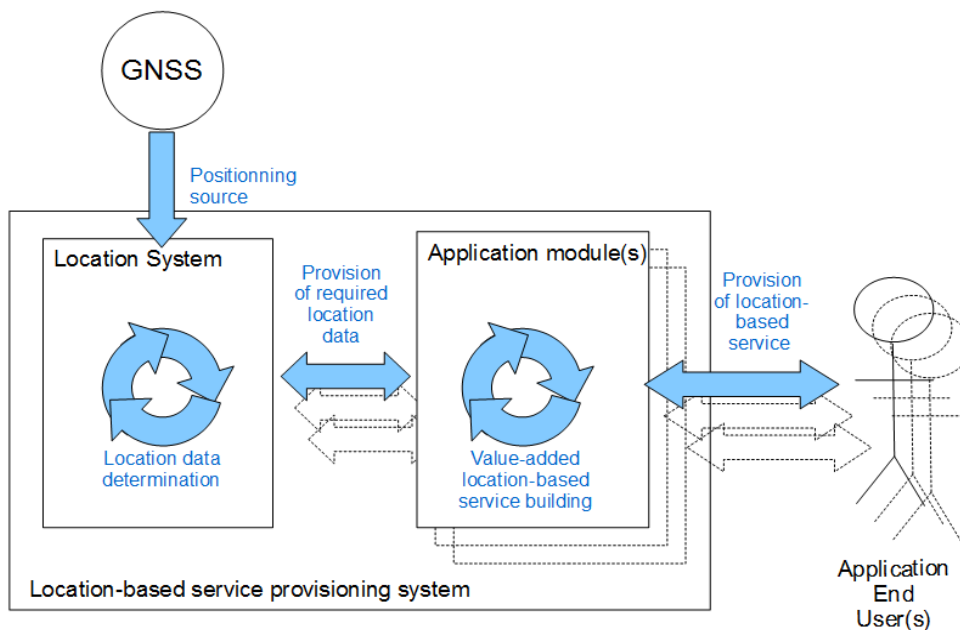 GNSS
Positionning
source
Location System
Provision
of required
location
data
Application module(s)
Provision
of location-
based
service
Location data
determination
Value-added
location-based
service building
Location-based service provisioning system
Application
End
User(s)